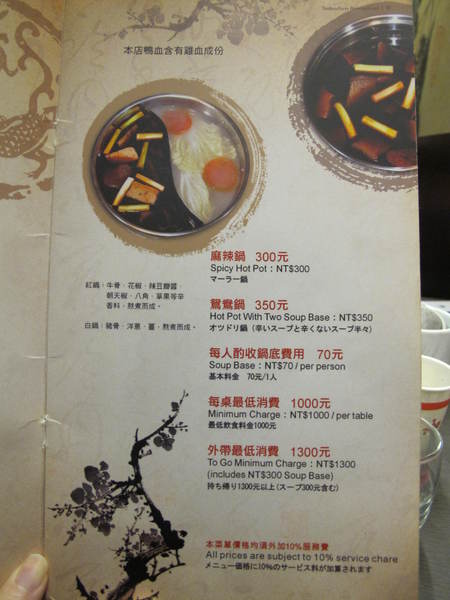 本店鴨血含有雞血成份
麻辣鍋 300元
Spicy Hot Pot：NT$300
マーラー鍋
紅鍋：牛骨、花椒、辣豆瓣醬、
朝天椒、八角、草果等辛
香料，熬煮而成。
白鍋：豬骨、洋蔥、薑，熬煮而成。
鴛鴦鍋 350元
Hot Pot With Two Soup Base：NT$350
オツドリ鍋（辛いスープと辛くないスープ半々）
每人酌收鍋底費用 70元
Soup Base：NT$70 / per person
基本料金 70元/1人
每桌最低消費 1000元
Minimum Charge：NT$1000 / per table
最低飲食料金1000元
外帶最低消費 1300元
To Go Minimum Charge：NT$1300
(includes NT$300 Soup Base)
持ち帰り1300元以上(スープ300元含む)
本菜單價格均須外加10%服務費
All prices are subject to 10% service chare
メニュー価格に10%のサービス料が加算されます